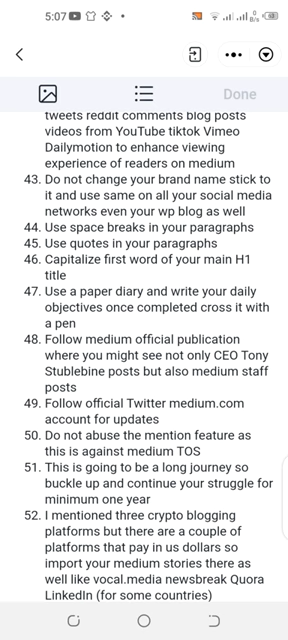 5:07
0
B/s
Done
tweets reddit comments blog posts
videos from YouTube tiktok Vimeo
Dailymotion to enhance viewing
experience of readers on medium
43. Do not change your brand name stick to
it and use same on all your social media
networks even your wp blog as well
44. Use space breaks in your paragraphs
45. Use quotes in your paragraphs
46. Capitalize first word of your main H1
title
47. Use a paper diary and write your daily
objectives once completed cross it with
a pen
48. Follow medium official publication
where you might see not only CEO Tony
Stublebine posts but also medium staff
posts
49. Follow official Twitter medium.com
account for updates
50. Do not abuse the mention feature as
this is against medium TOS
51. This is going to be a long journey so
buckle up and continue your struggle for
minimum one year
52. I mentioned three crypto blogging
platforms but there are a couple of
platforms that pay in us dollars so
import your medium stories there as
well like vocal.media newsbreak Quora
LinkedIn (for some countries)